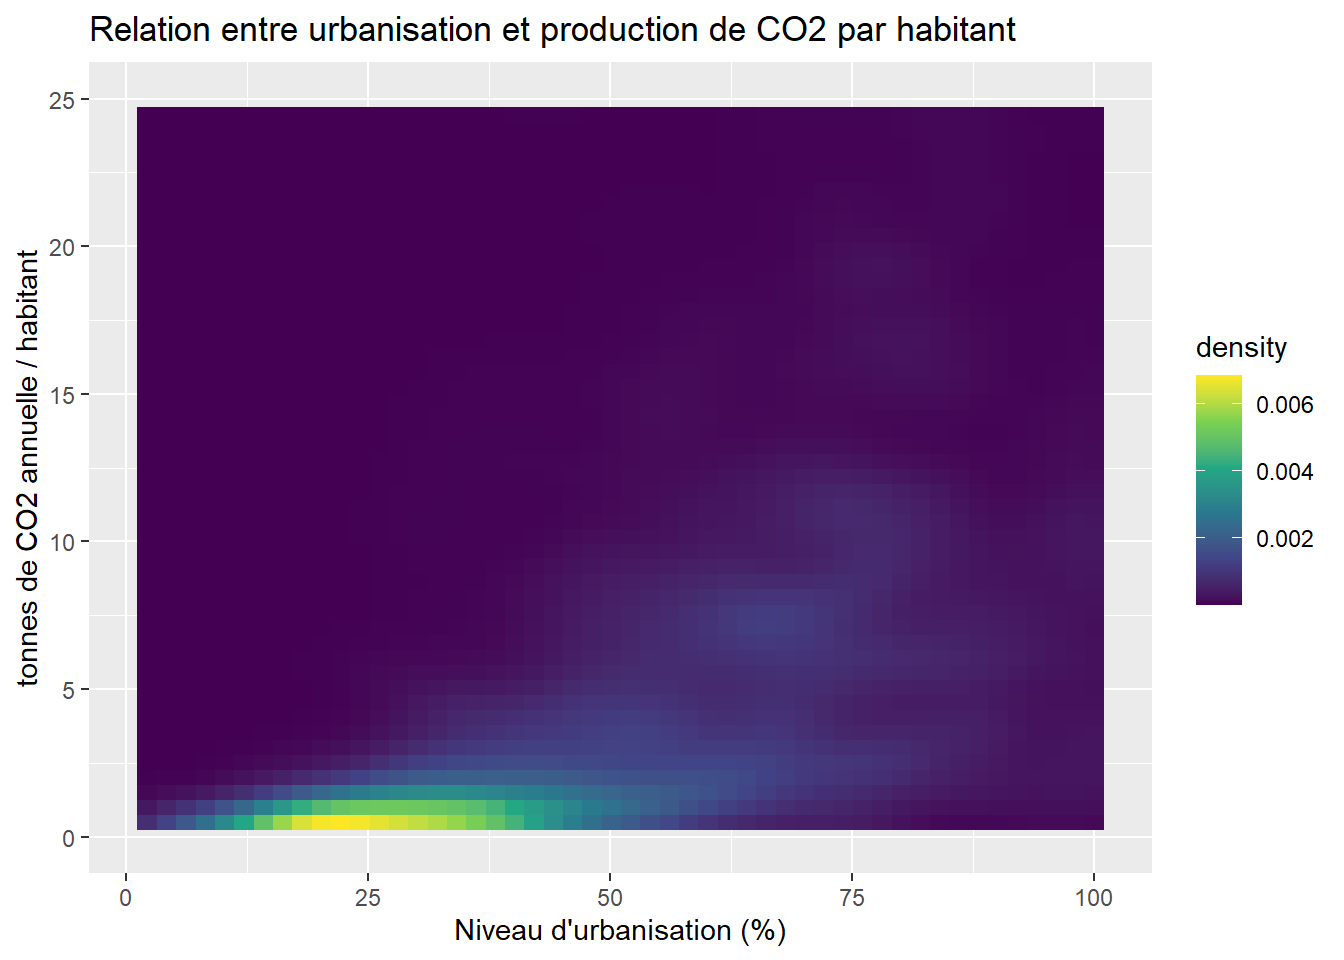 Relation entre urbanisation et production de CO2 par habitant
25
20
15
10
5
0
tonnes de CO2 annuelle / habitant
0 25 50 75 100
Niveau d'urbanisation (%)
density
0.006
0.004
0.002